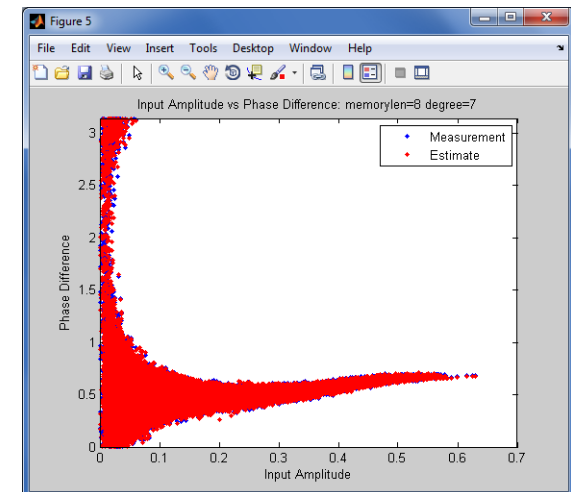 Figure 5
File Edit View Insert Tools Desktop Window Help
Input Amplitude vs Phase Difference: memorylen=8 degree=7
Measurement
Estimate
3
2.5
2
1.5
1
0.5
0
Phase Difference
0 0.1 0.2 0.3 0.4 0.5 0.6 0.7
Input Amplitude